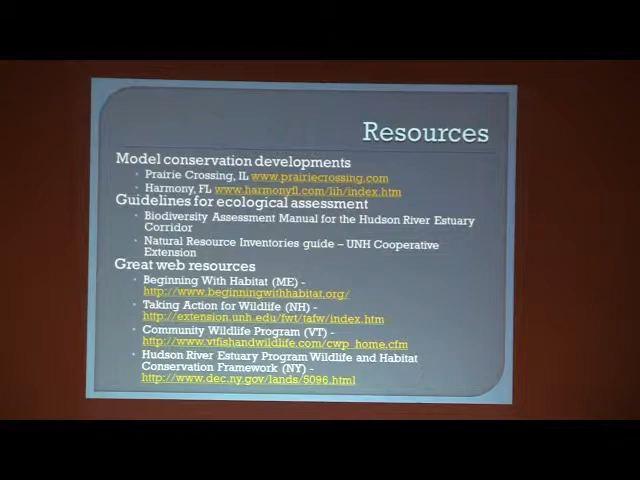 Resources
Model conservation developments
Prairie Crossing, IL www.prairiecrossing.com
Harmony, FL www.harmonyfl.com/lih/index.htm
Guidelines for ecological assessment
Biodiversity Assessment Manual for the Hudson River Estuary
Corridor
Natural Resource Inventories guide – UNH Cooperative
Extension
Great web resources
Beginning With Habitat (ME) -
http://www.beginningwithhabitat.org/
Taking Action for Wildlife (NH) -
http://extension.unh.edu/fwt/tafw/index.htm
Community Wildlife Program (VT) -
http://www.vtfishandwildlife.com/cwp_home.cfm
Hudson River Estuary Program Wildlife and Habitat
Conservation Framework (NY) -
http://www.dec.ny.gov/lands/5096.html